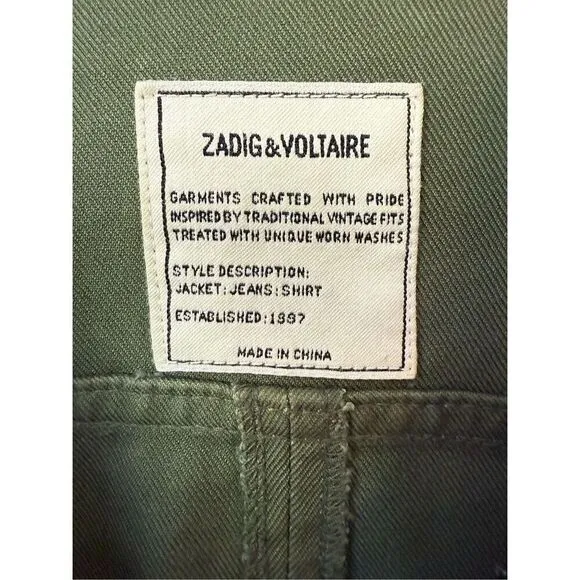 ZADIG&VOLTAIRE
GARMENTS CRAFTED WITH PRIDE
INSPIRED BY TRADITIONAL VINTAGE FITS
TREATED WITH UNIQUE WORN WASHES
STYLE DESCRIPTION:
JACKET:JEANS:SHIRT
ESTABLISHED:1997
MADE IN CHINA